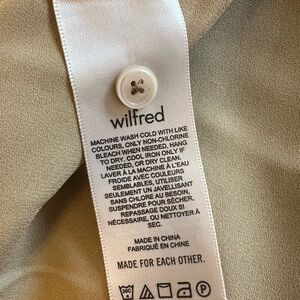 wilfred
MACHINE WASH COLD WITH LIKE
COLOURS, ONLY NON-CHLORINE
BLEACH WHEN NEEDED, HANG
TO DRY. COOL IRON ONLY IF
NEEDED, OR DRY CLEAN.
LAVER À LA MACHINE À L'EAU
FROIDE AVEC COULEURS
SEMBLABLES, UTILISER
SEULEMENT UN JAVELLISANT
SANS CHLORE AU BESOIN,
SUSPENDRE POUR SÉCHER,
REPASSAGE DOUX SI
NÉCESSAIRE, OU NETTOYER À
SEC.
MADE IN CHINA
FABRIQUÉ EN CHINE
MADE FOR EACH OTHER.